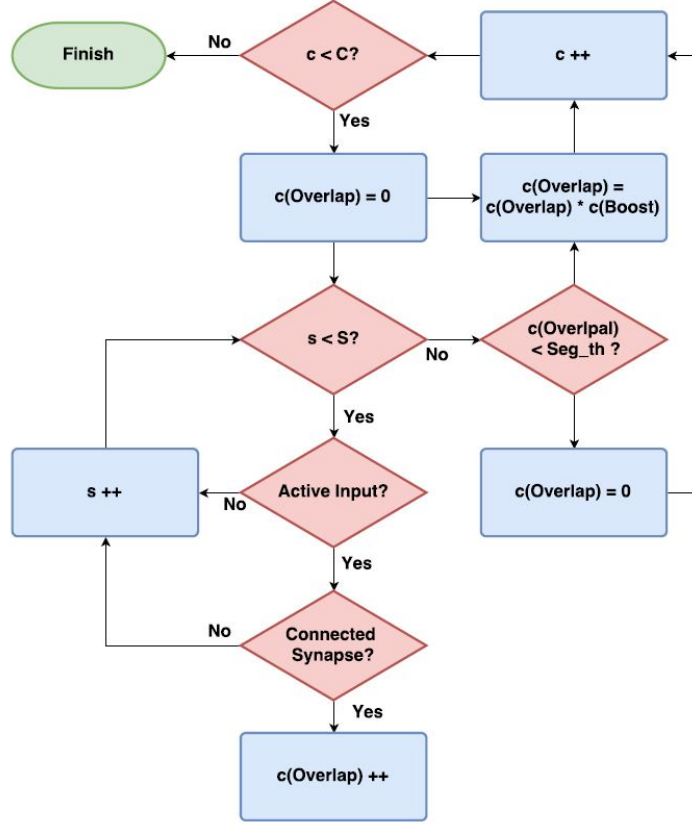 Finish
No
c < C?
c ++
Yes
c(Overlap) = 0
c(Overlap) =
c(Overlap) * c(Boost)
s < S?
No
c(Overlpal)
< Seg_th ?
Yes
s ++
No
Active Input?
c(Overlap) = 0
Yes
No
Connected
Synapse?
Yes
c(Overlap) ++